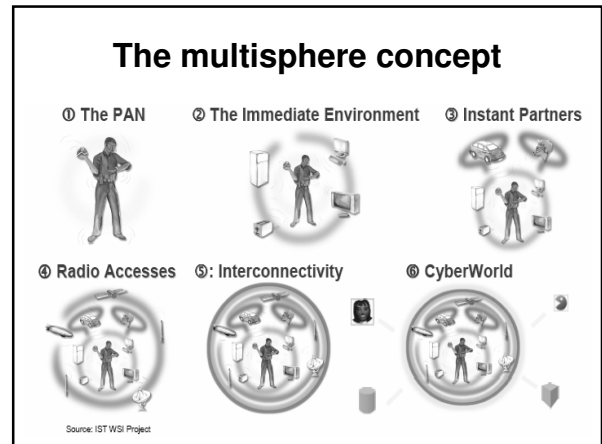 The multisphere concept
① The PAN ② The Immediate Environment ③ Instant Partners
④ Radio Accesses ⑤: Interconnectivity ⑥ CyberWorld
Source: IST WSI Project